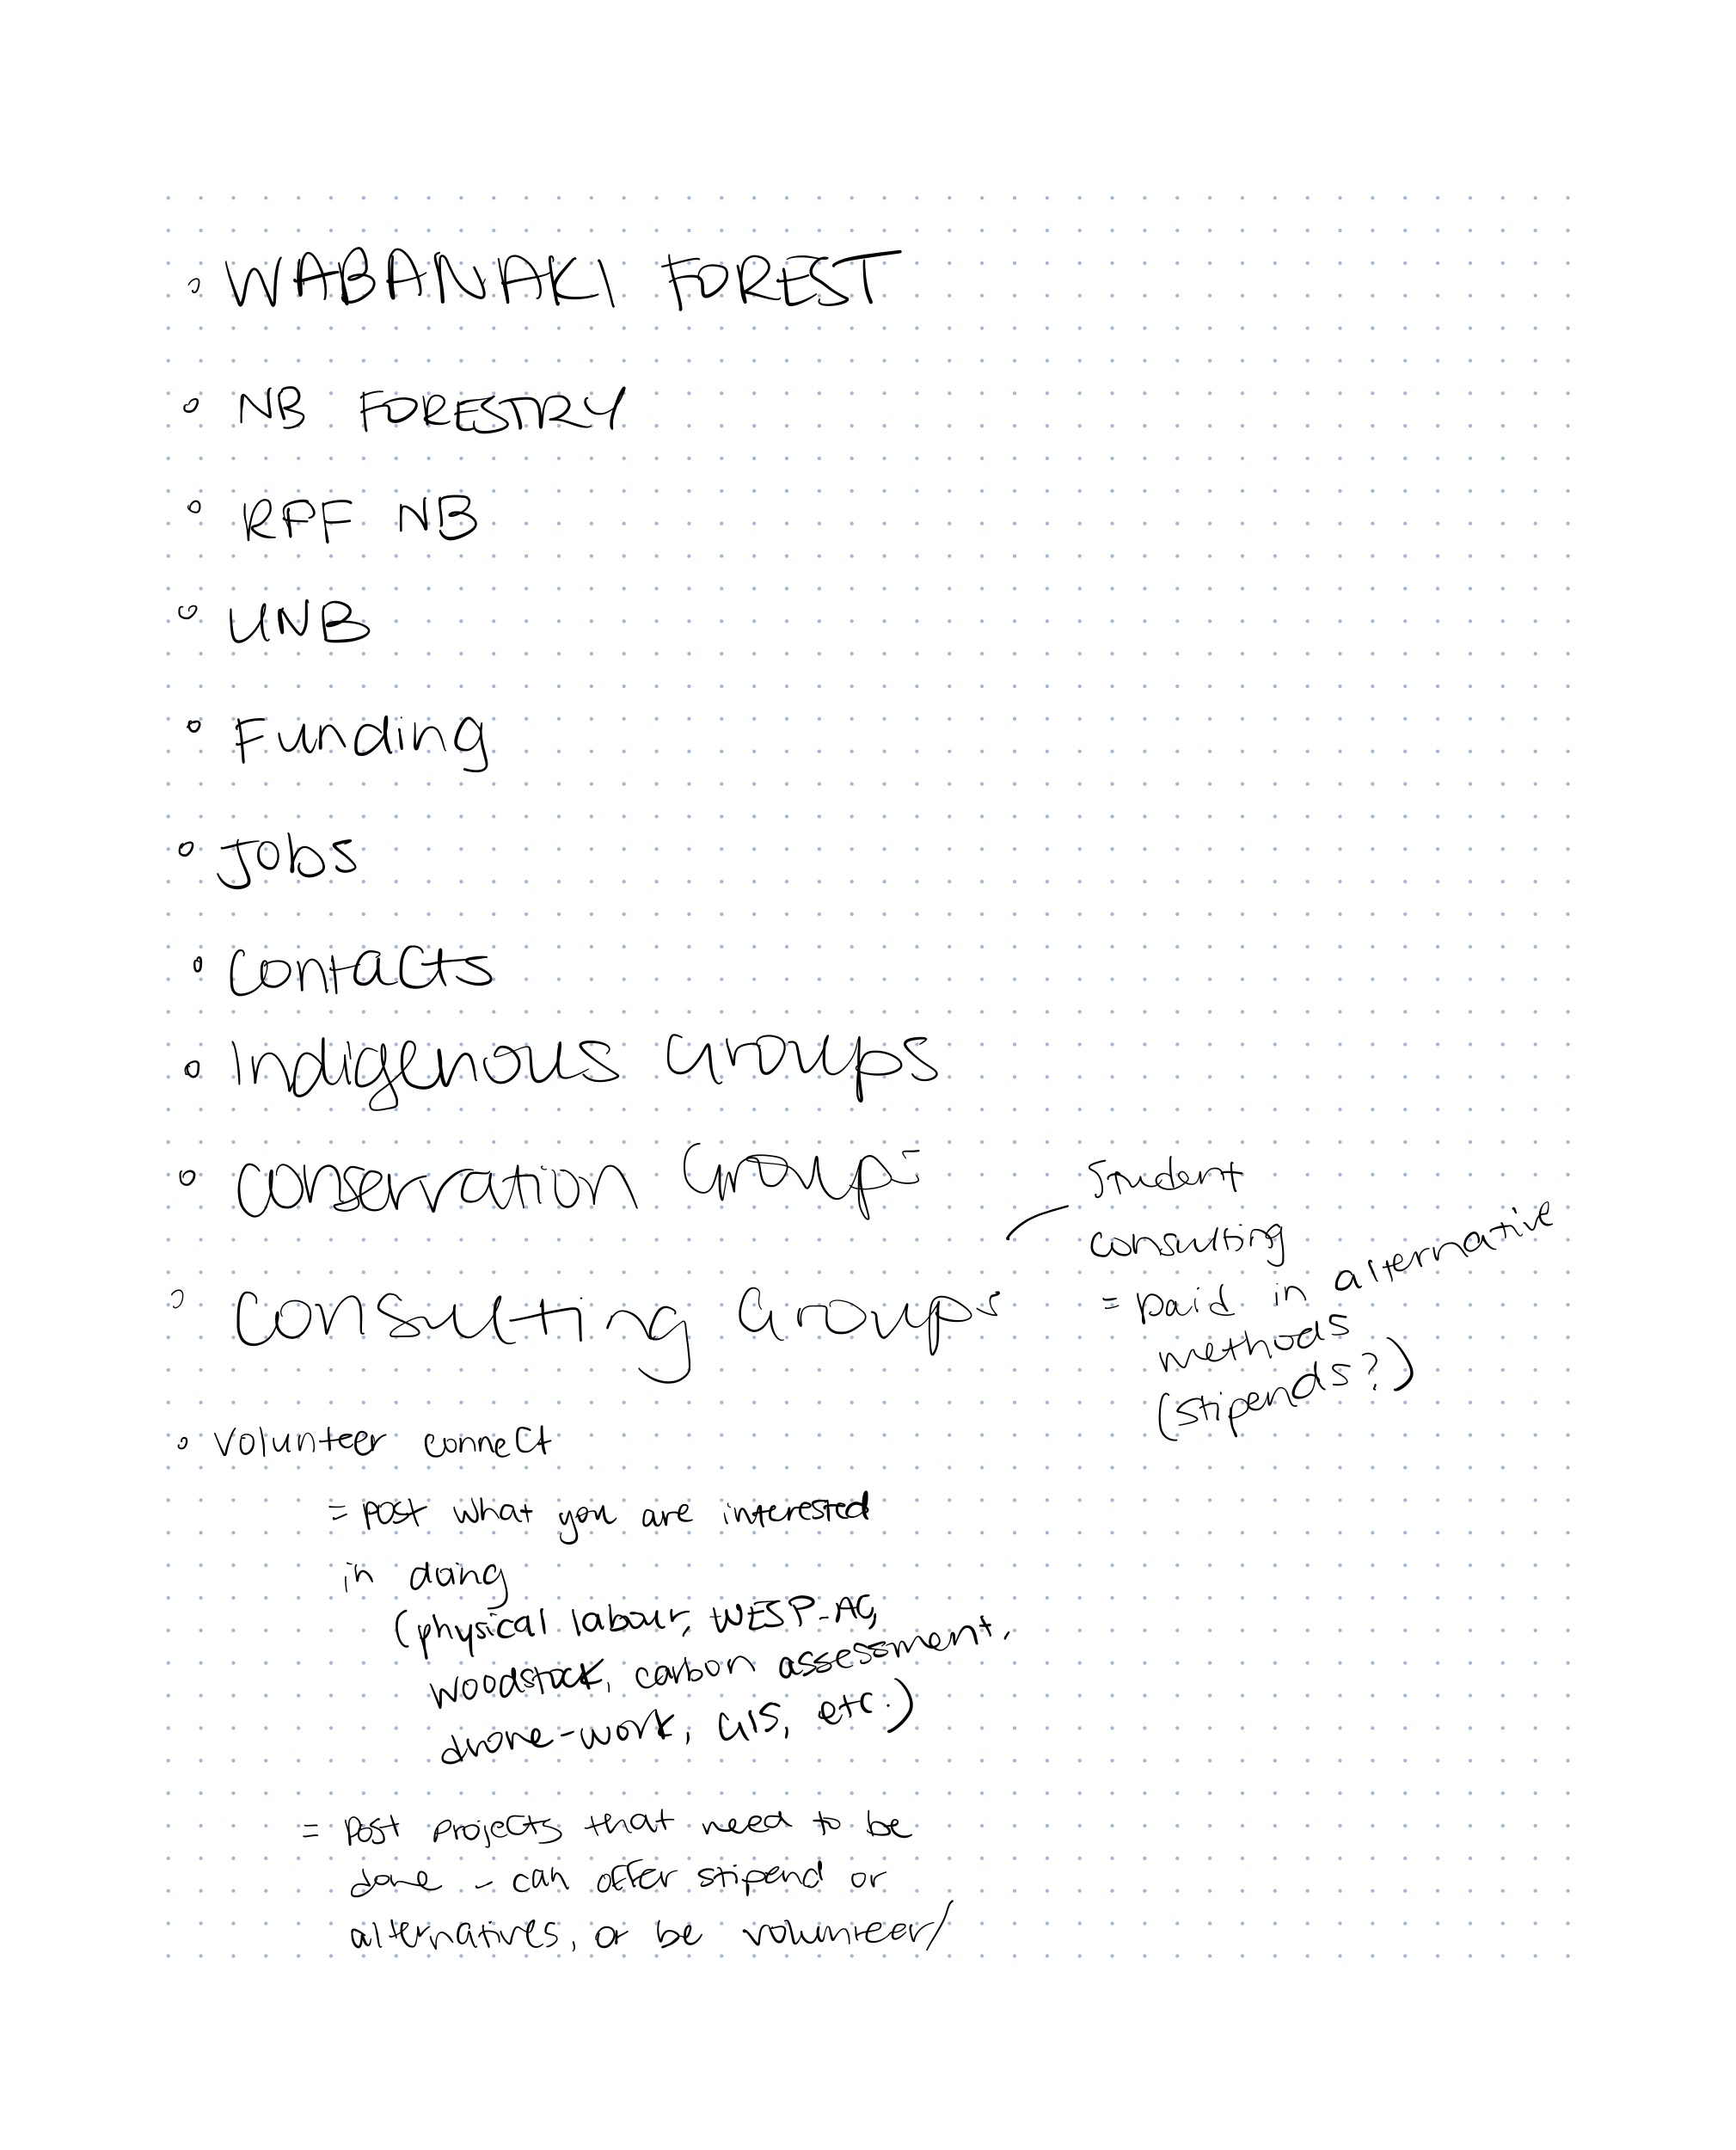 WABANAKI FOREST
NB FORESTRY
RPF NB
UNB
Funding
Jobs
Contacts
Indigenous Groups
Conservation Groups
Consulting Groups
Student
consulting
= paid in alternative
methods
(stipends?)
Volunteer connect
= post what you are interested
in doing
(physical labour, WESP-AC,
woodstock, carbon assessment,
drone-work, GIS, etc.)
= Post projects that need to be
done - can offer stipend or
alternatives, or be volunteer/